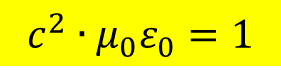 c² · μ₀ε₀ = 1